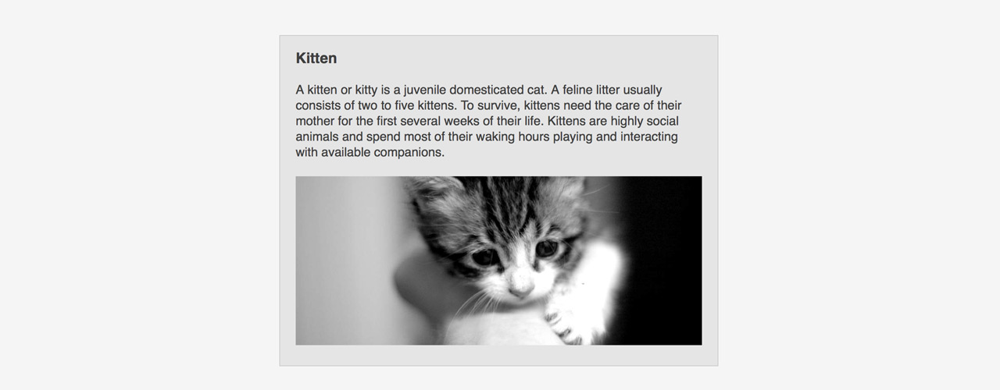 Kitten
A kitten or kitty is a juvenile domesticated cat. A feline litter usually
consists of two to five kittens. To survive, kittens need the care of their
mother for the first several weeks of their life. Kittens are highly social
animals and spend most of their waking hours playing and interacting
with available companions.